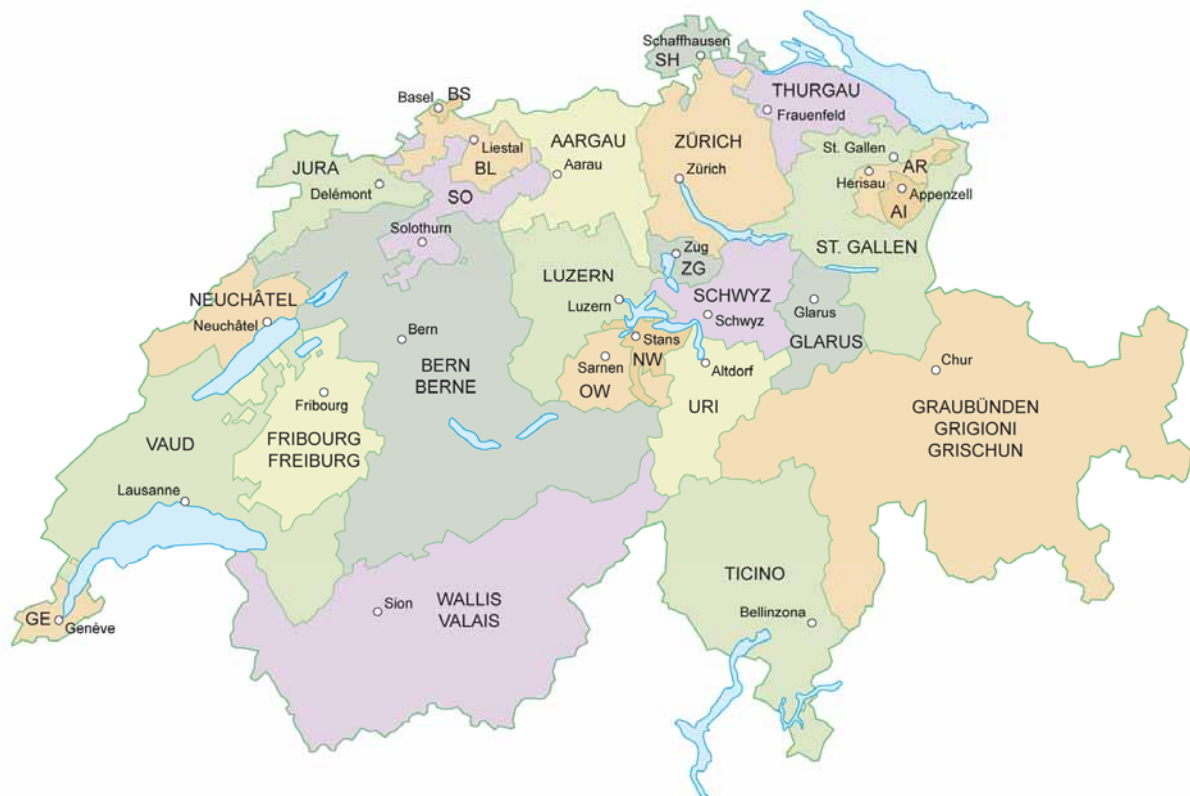 Schaffhausen
SH
THURGAU
Frauenfeld
Basel
BS
AARGAU
Aarau
ZÜRICH
Zürich
Liestal
BL
St. Gallen
AR
Herisau
Appenzell
AI
ST. GALLEN
JURA
Delémont
SO
Solothurn
Zug
ZG
LUZERN
Luzern
SCHWYZ
Schwyz
Glarus
GLARUS
NEUCHÂTEL
Neuchâtel
Bern
BERN
BERNE
Stans
NW
Sarnen
OW
Altdorf
URI
Chur
GRAUBÜNDEN
GRIGIONI
GRISCHUN
Fribourg
FRIBOURG
FREIBURG
VAUD
Lausanne
GE
Genève
Sion
WALLIS
VALAIS
TICINO
Bellinzona